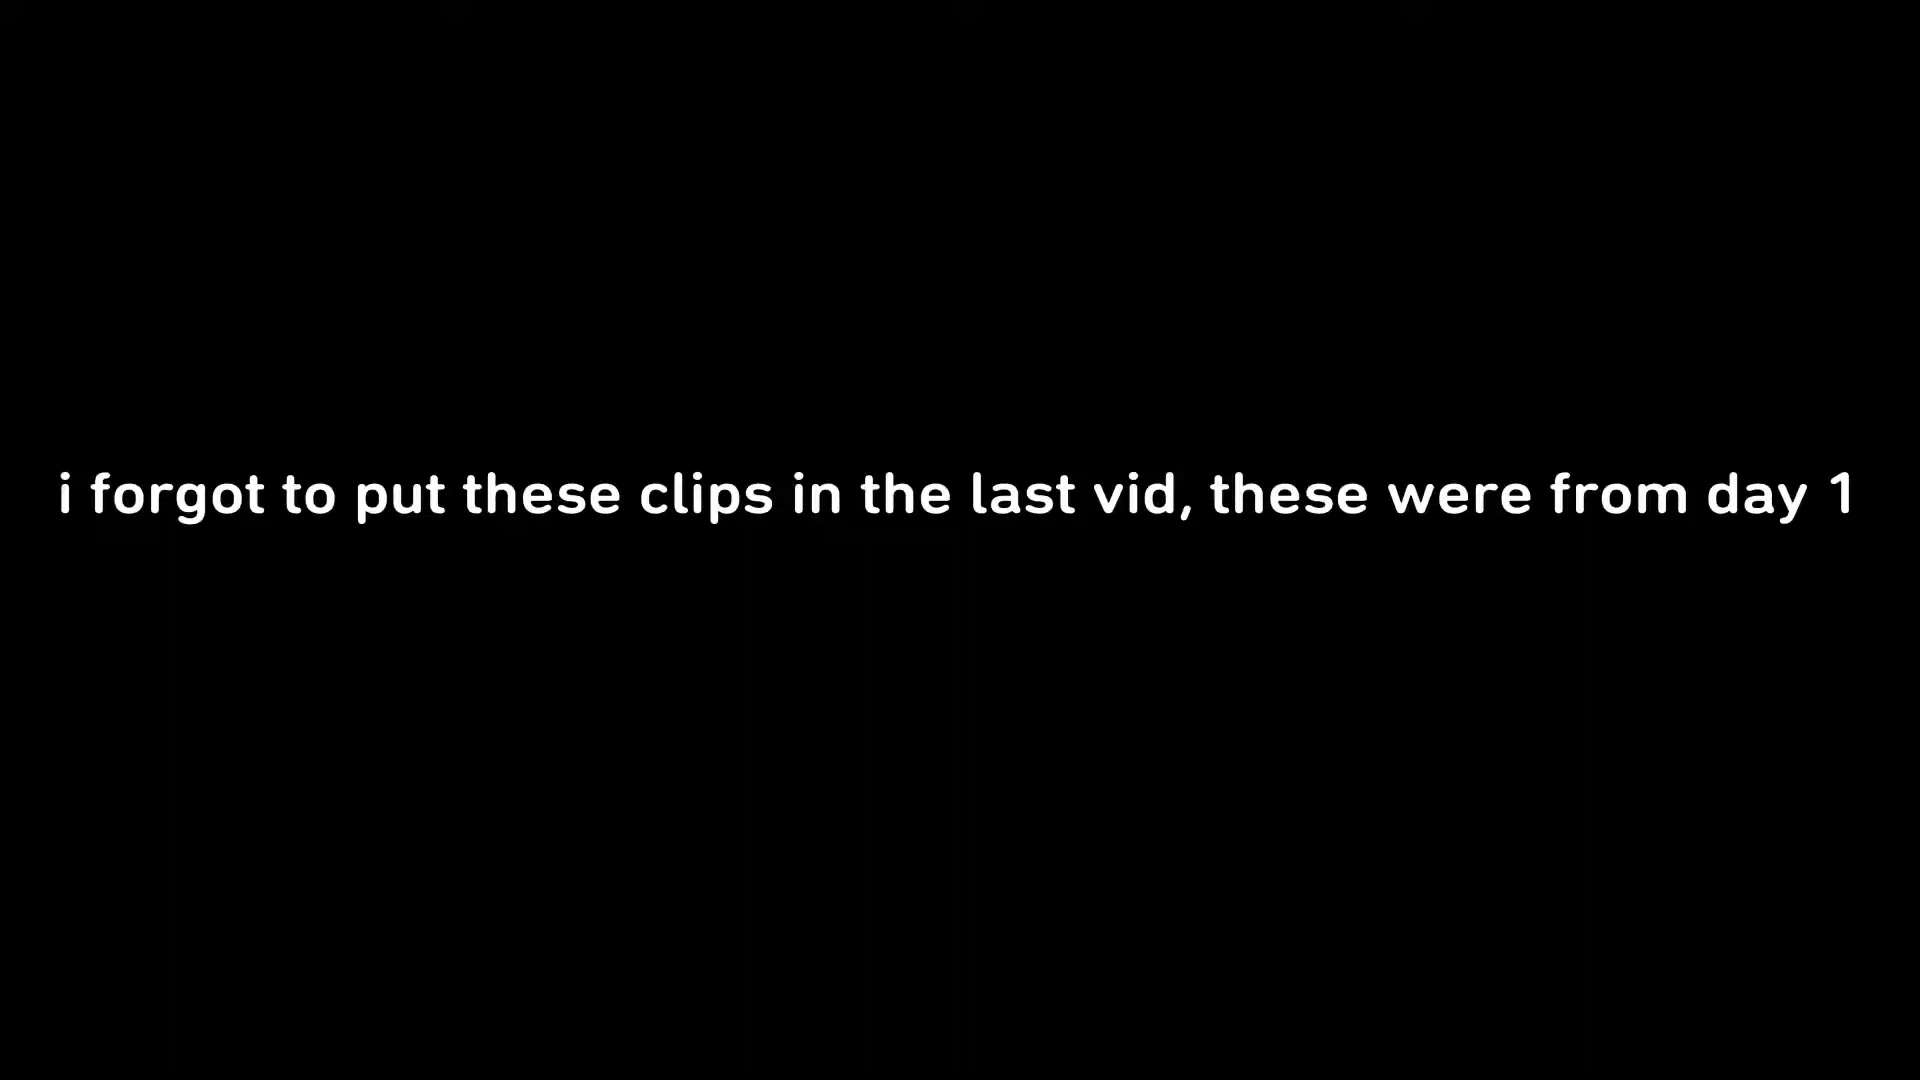 i forgot to put these clips in the last vid, these were from day 1